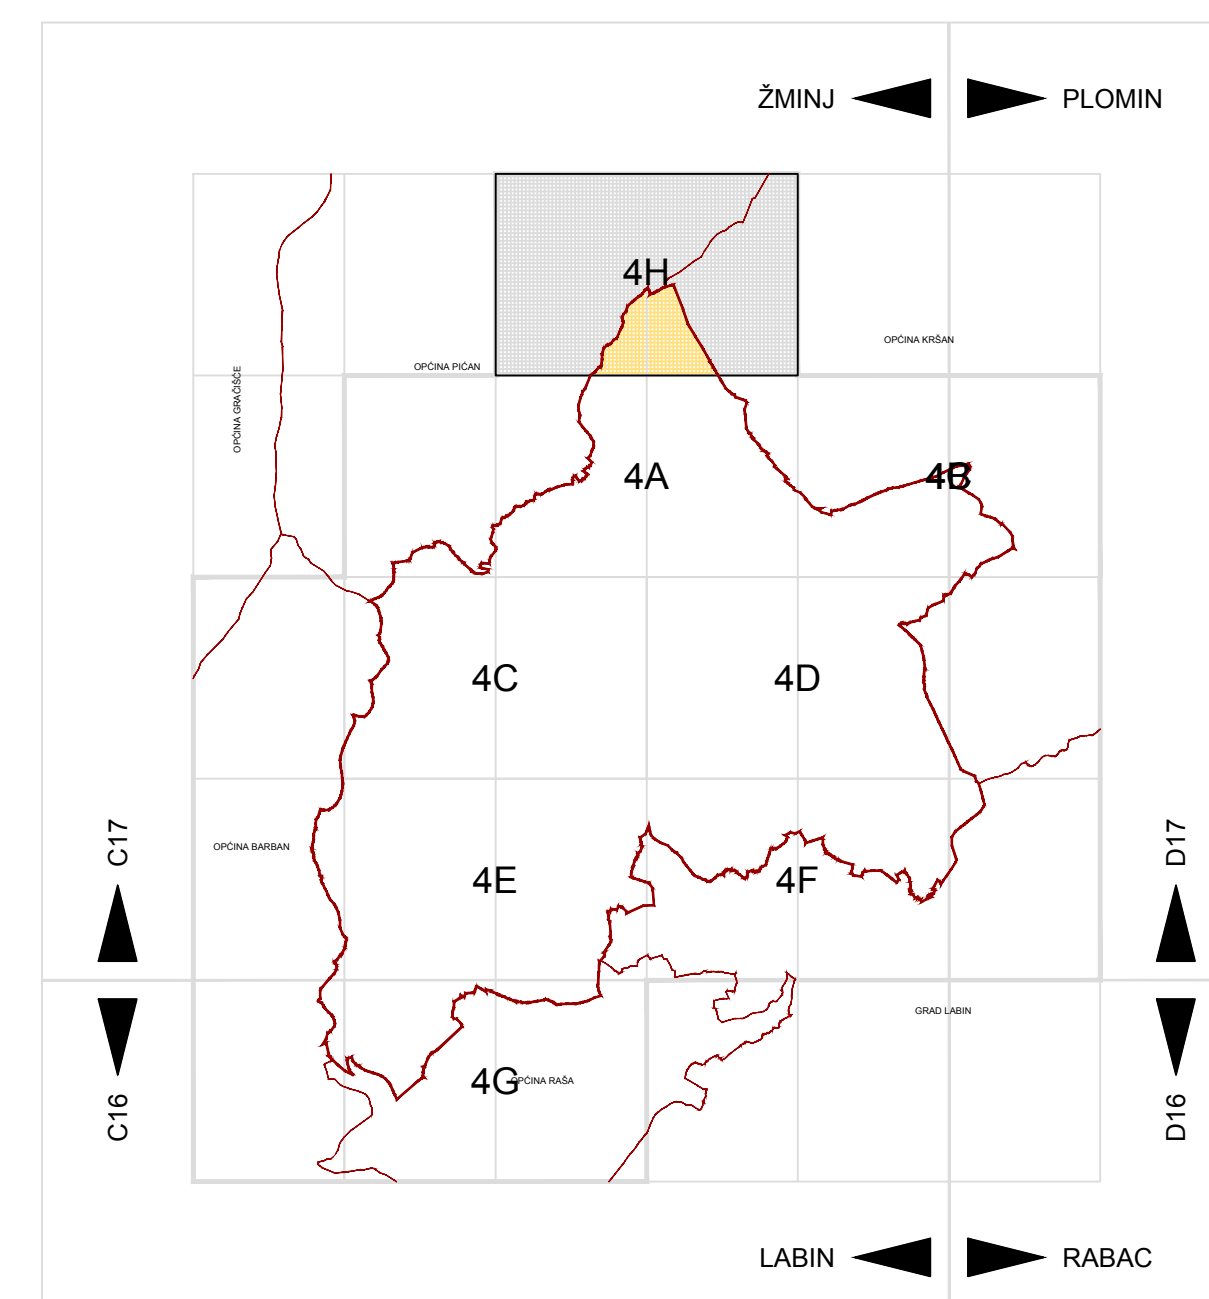 ŽMINJ
PLOMIN
4H
OPĆINA KRŠAN
OPĆINA PIĆAN
OPĆINA GRAČIŠĆE
4A
4B
4C
4D
C17
OPĆINA BARBAN
D17
4E
4F
GRAD LABIN
4G
OPĆINA RAŠA
C16
D16
LABIN
RABAC